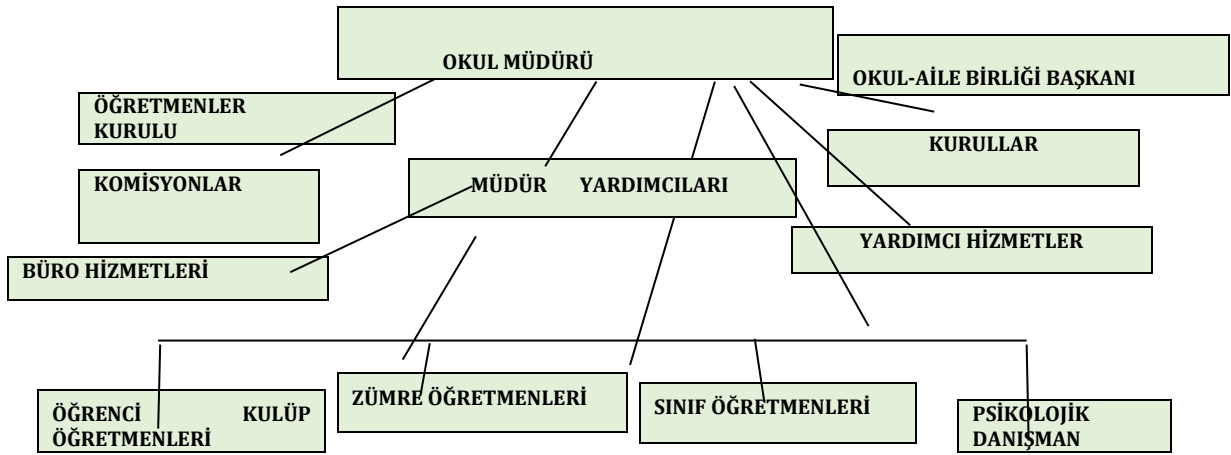 OKUL MÜDÜRÜ
OKUL-AİLE BİRLİĞİ BAŞKANI
ÖĞRETMENLER
KURULU
KURULLAR
KOMİSYONLAR
MÜDÜR YARDIMCILARI
YARDIMCI HİZMETLER
BÜRO HİZMETLERİ
ÖĞRENCİ KULÜP
ÖĞRETMENLERİ
ZÜMRE ÖĞRETMENLERİ
SINIF ÖĞRETMENLERİ
PSİKOLOJİK
DANIŞMAN